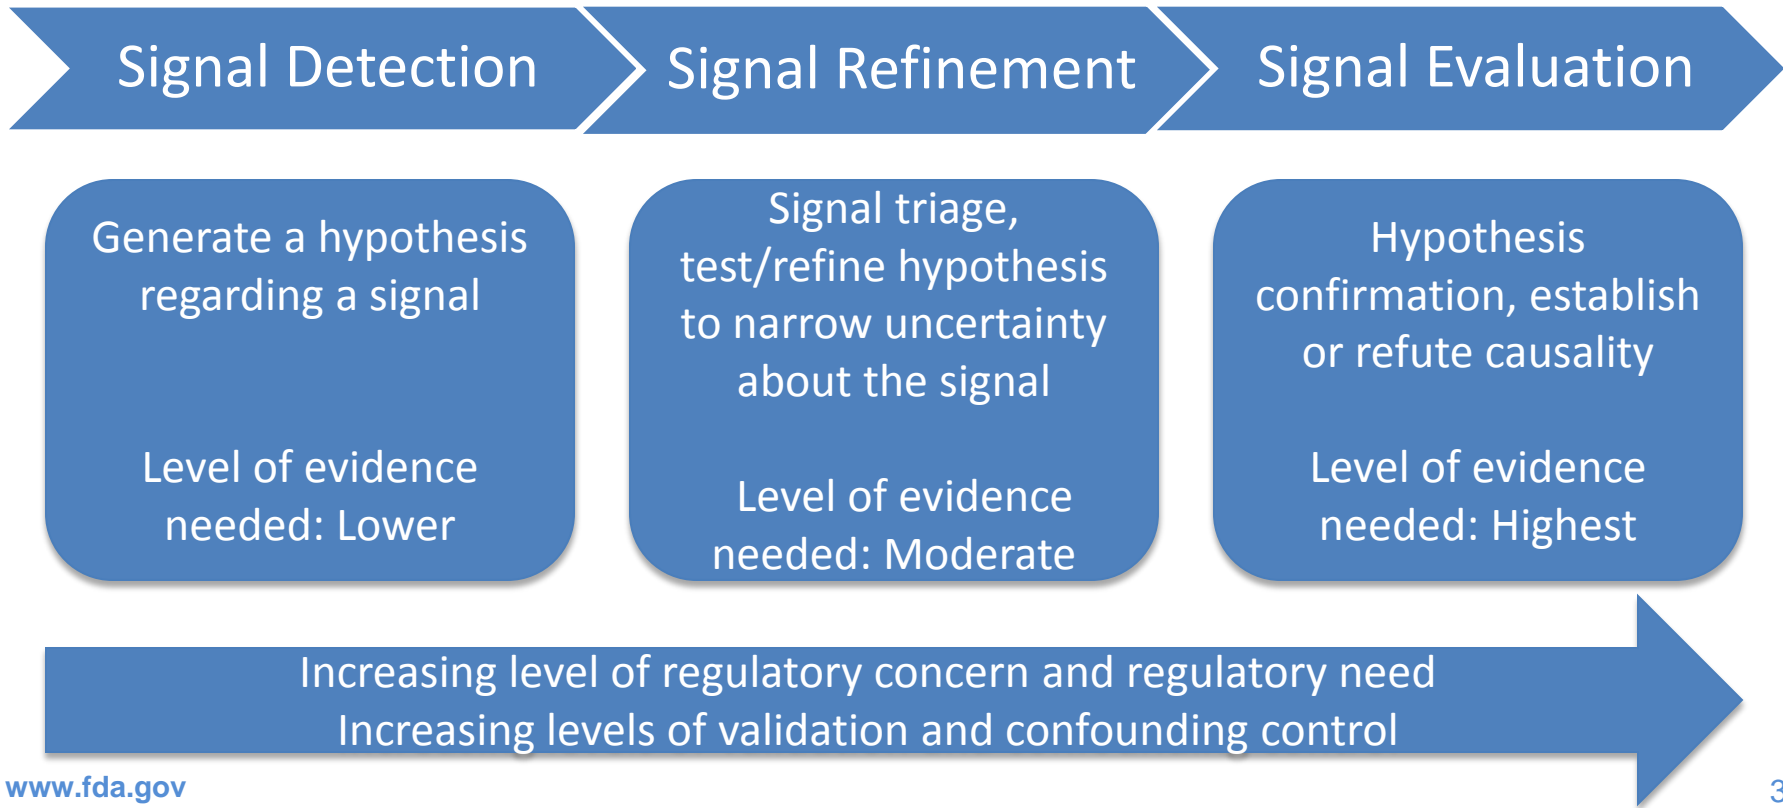 Signal Detection
Signal Refinement
Signal Evaluation
Generate a hypothesis
regarding a signal
Level of evidence
needed: Lower
Signal triage,
test/refine hypothesis
to narrow uncertainty
about the signal
Level of evidence
needed: Moderate
Hypothesis
confirmation, establish
or refute causality
Level of evidence
needed: Highest
Increasing level of regulatory concern and regulatory need
Increasing levels of validation and confounding control
www.fda.gov
3